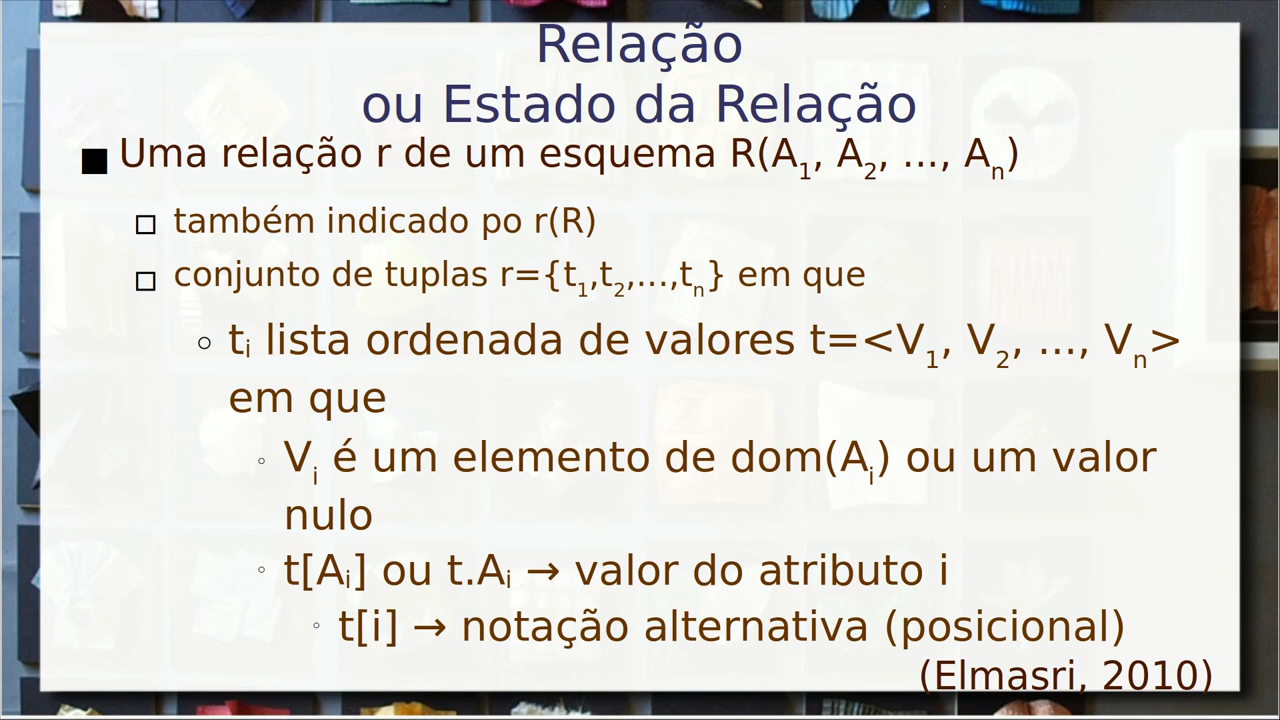 Relação
ou Estado da Relação
Uma relação r de um esquema R(A₁, A₂, ..., Aₙ)
também indicado po r(R)
conjunto de tuplas r={t₁,t₂,...,tₙ} em que
tᵢ lista ordenada de valores t=<V₁, V₂, ..., Vₙ>
em que
Vᵢ é um elemento de dom(Aᵢ) ou um valor
nulo
t[Aᵢ] ou t.Aᵢ → valor do atributo i
t[i] → notação alternativa (posicional)
(Elmasri, 2010)